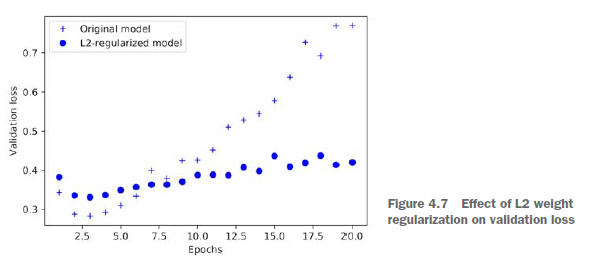 Original model
L2-regularized model
0.7
0.6
0.5
0.4
0.3
Validation loss
2.5 5.0 7.5 10.0 12.5 15.0 17.5 20.0
Epochs
Figure 4.7 Effect of L2 weight
regularization on validation loss